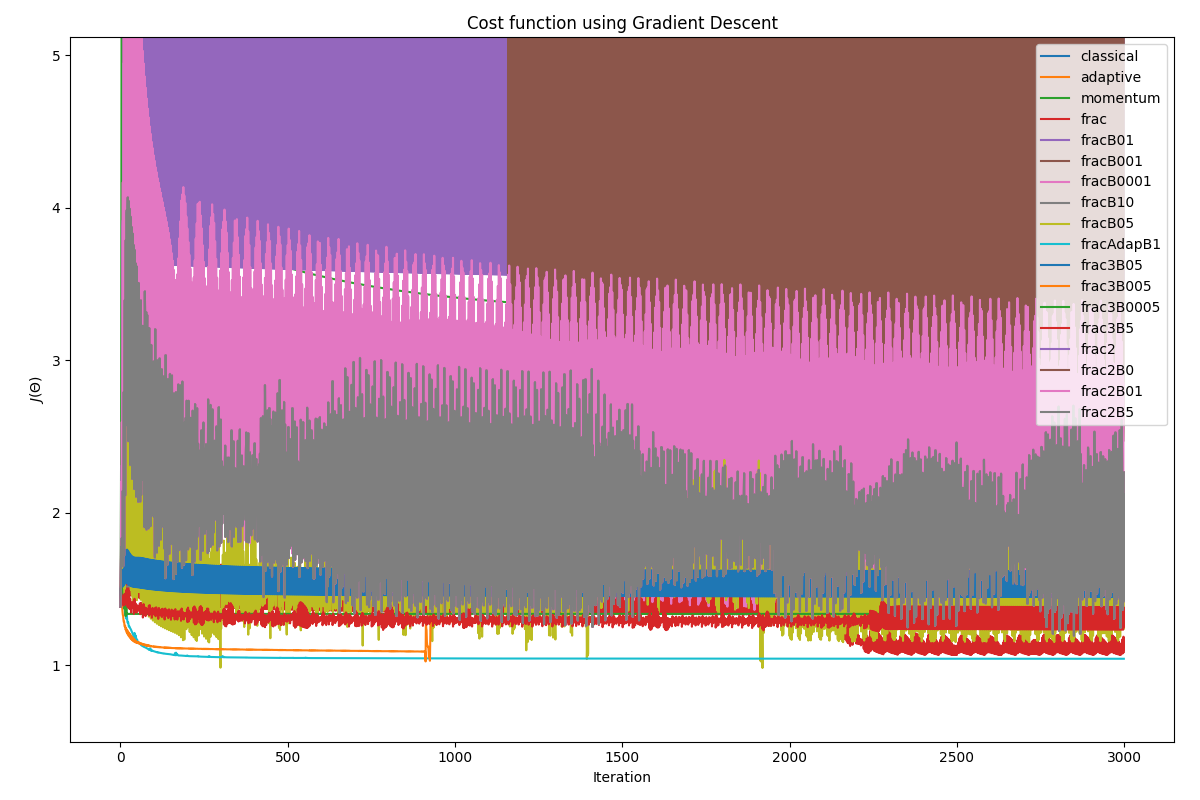 Cost function using Gradient Descent
5
4
3
2
1
J(Θ)
0
500
1000
1500
2000
2500
3000
Iteration
classical
adaptive
momentum
frac
fracB01
fracB001
fracB0001
fracB10
fracB05
fracAdapB1
frac3B05
frac3B005
frac3B0005
frac3B5
frac2
frac2B0
frac2B01
frac2B5